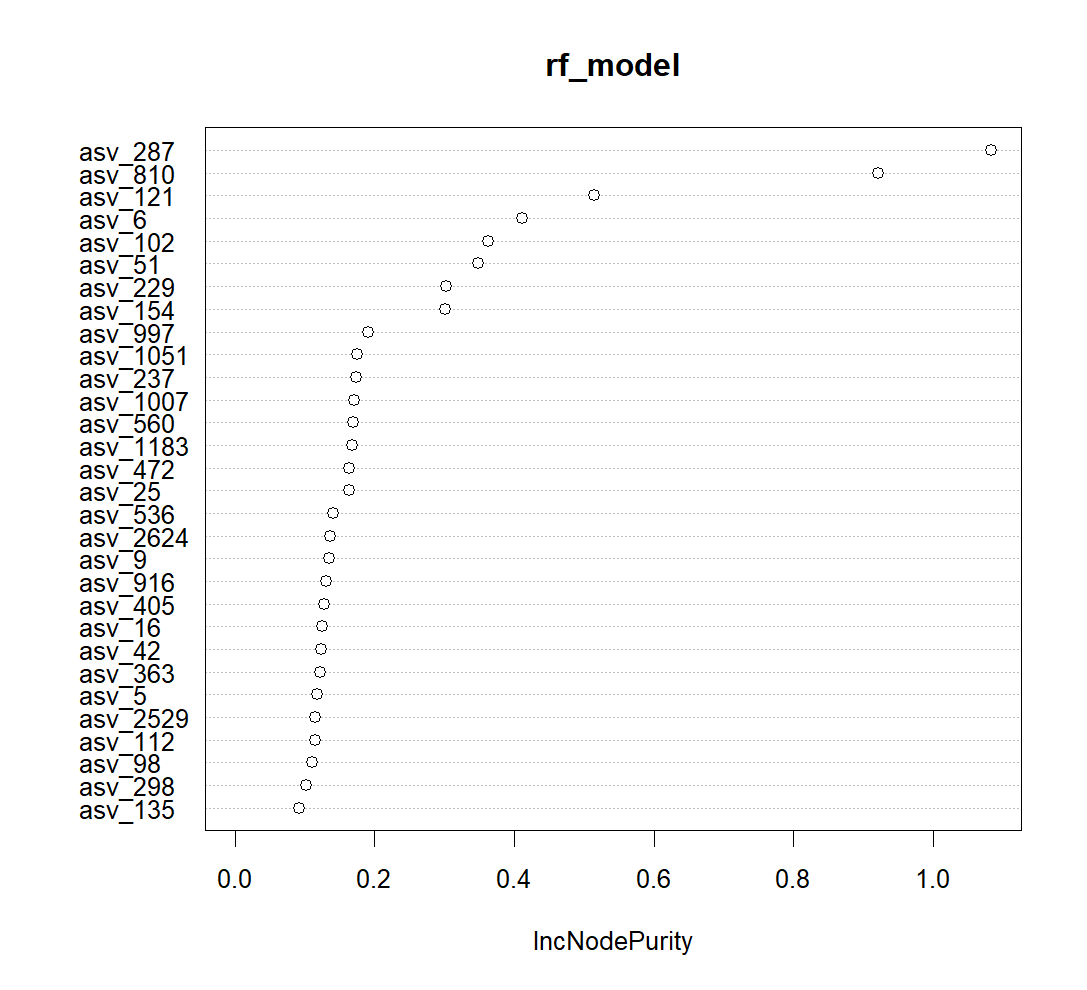 rf_model
asv_287
asv_810
asv_121
asv_6
asv_102
asv_51
asv_229
asv_154
asv_997
asv_1051
asv_237
asv_1007
asv_560
asv_1183
asv_472
asv_25
asv_536
asv_2624
asv_9
asv_916
asv_405
asv_16
asv_42
asv_363
asv_5
asv_2529
asv_112
asv_98
asv_298
asv_135
0.0 0.2 0.4 0.6 0.8 1.0
IncNodePurity